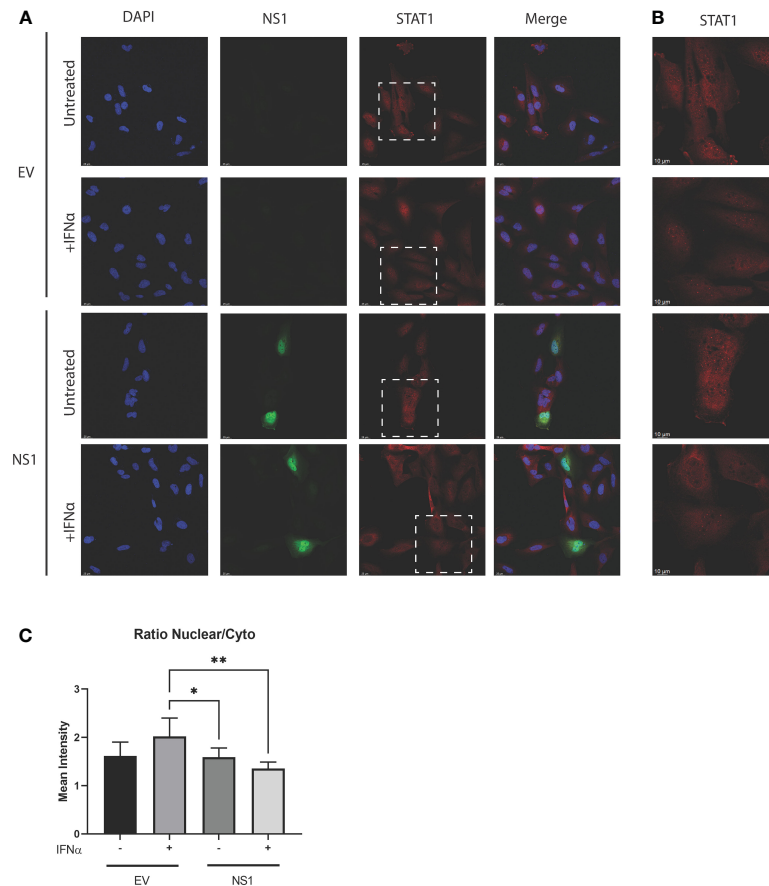 A
DAPI NS1 STAT1 Merge
B
STAT1
EV
Untreated
+IFNα
NS1
Untreated
+IFNα
10 µm
10 µm
10 µm
10 µm
C
Ratio Nuclear/Cyto
Mean Intensity
3
2
1
0
**
*
IFNα - + - +
EV NS1